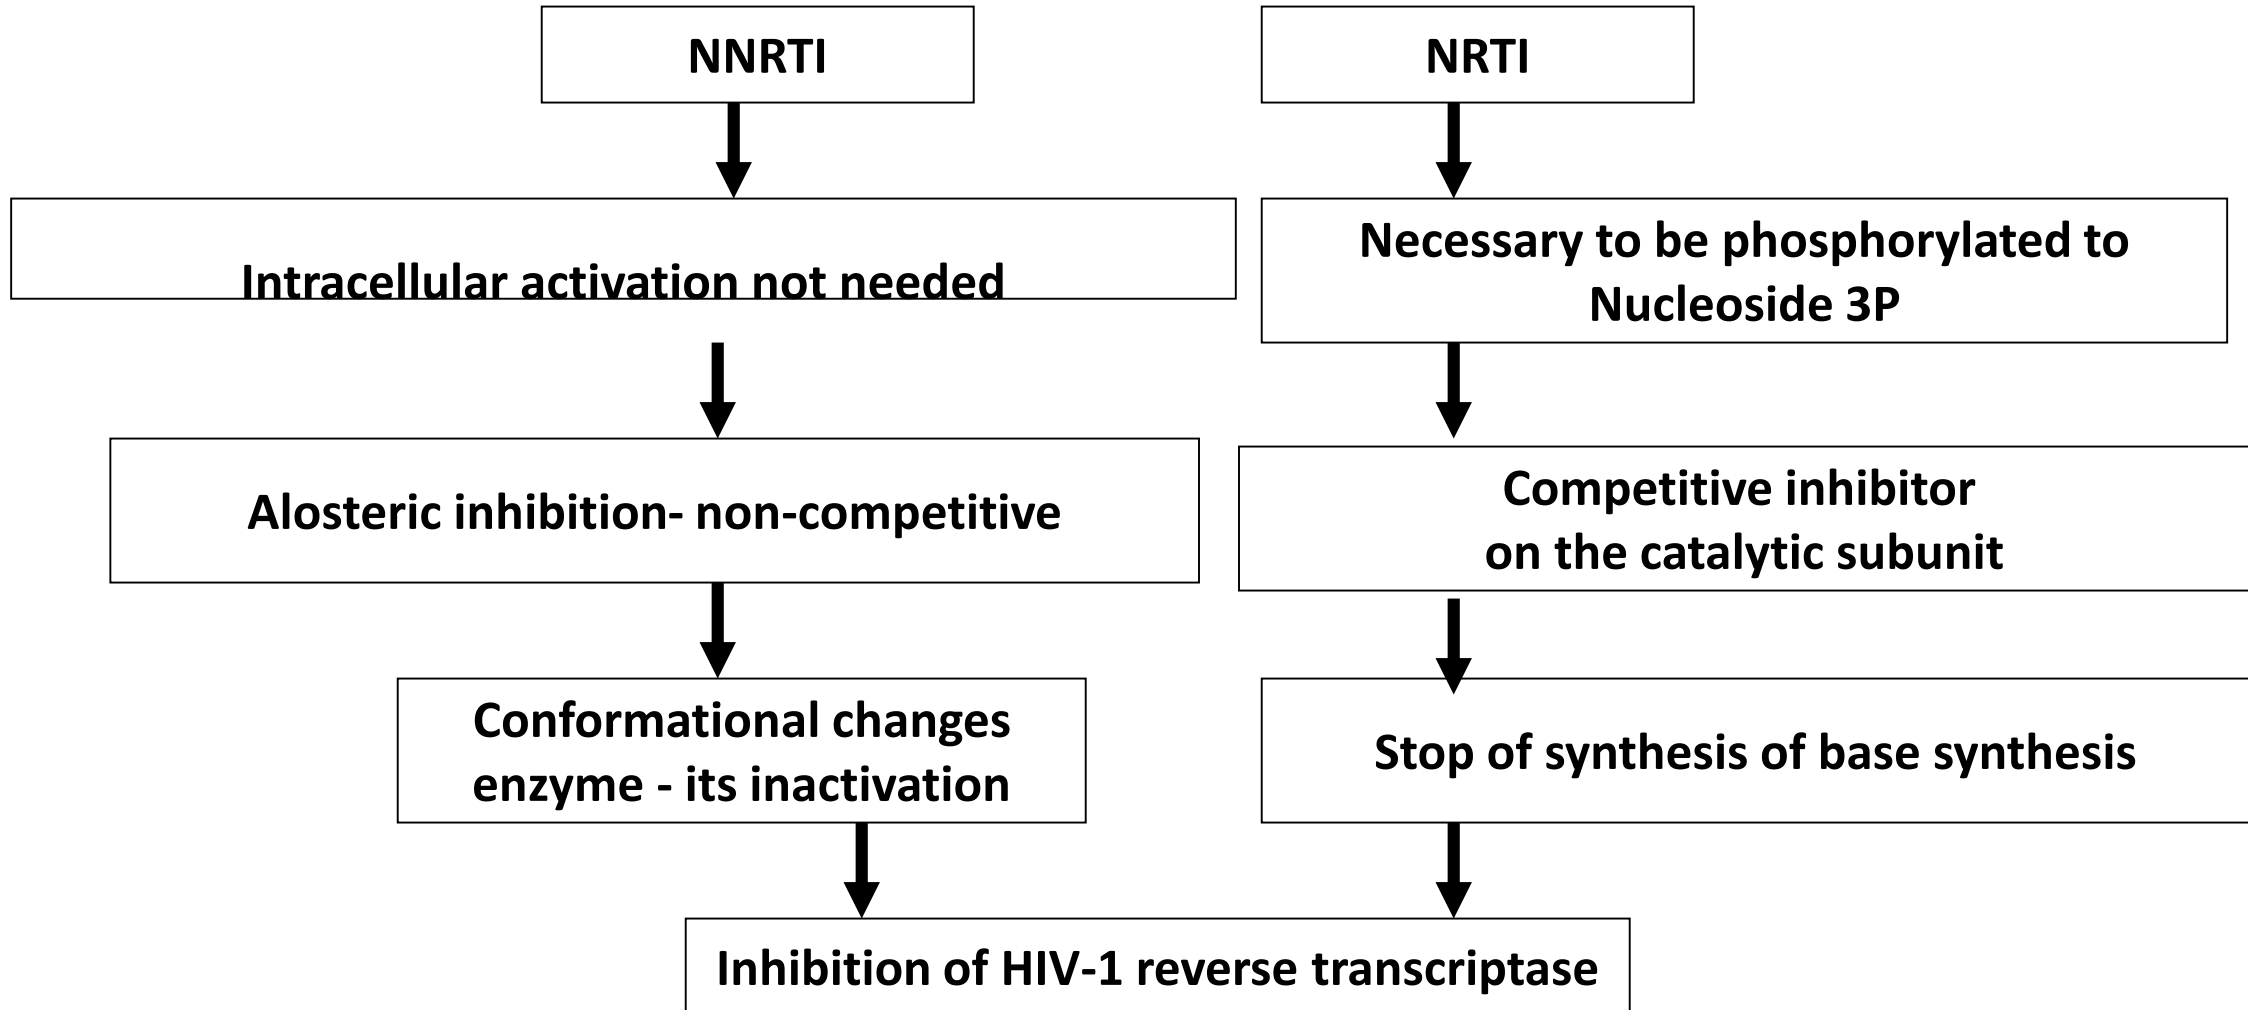 NNRTI
NRTI
Intracellular activation not needed
Necessary to be phosphorylated to
Nucleoside 3P
Alosteric inhibition- non-competitive
Competitive inhibitor
on the catalytic subunit
Conformational changes
enzyme - its inactivation
Stop of synthesis of base synthesis
Inhibition of HIV-1 reverse transcriptase